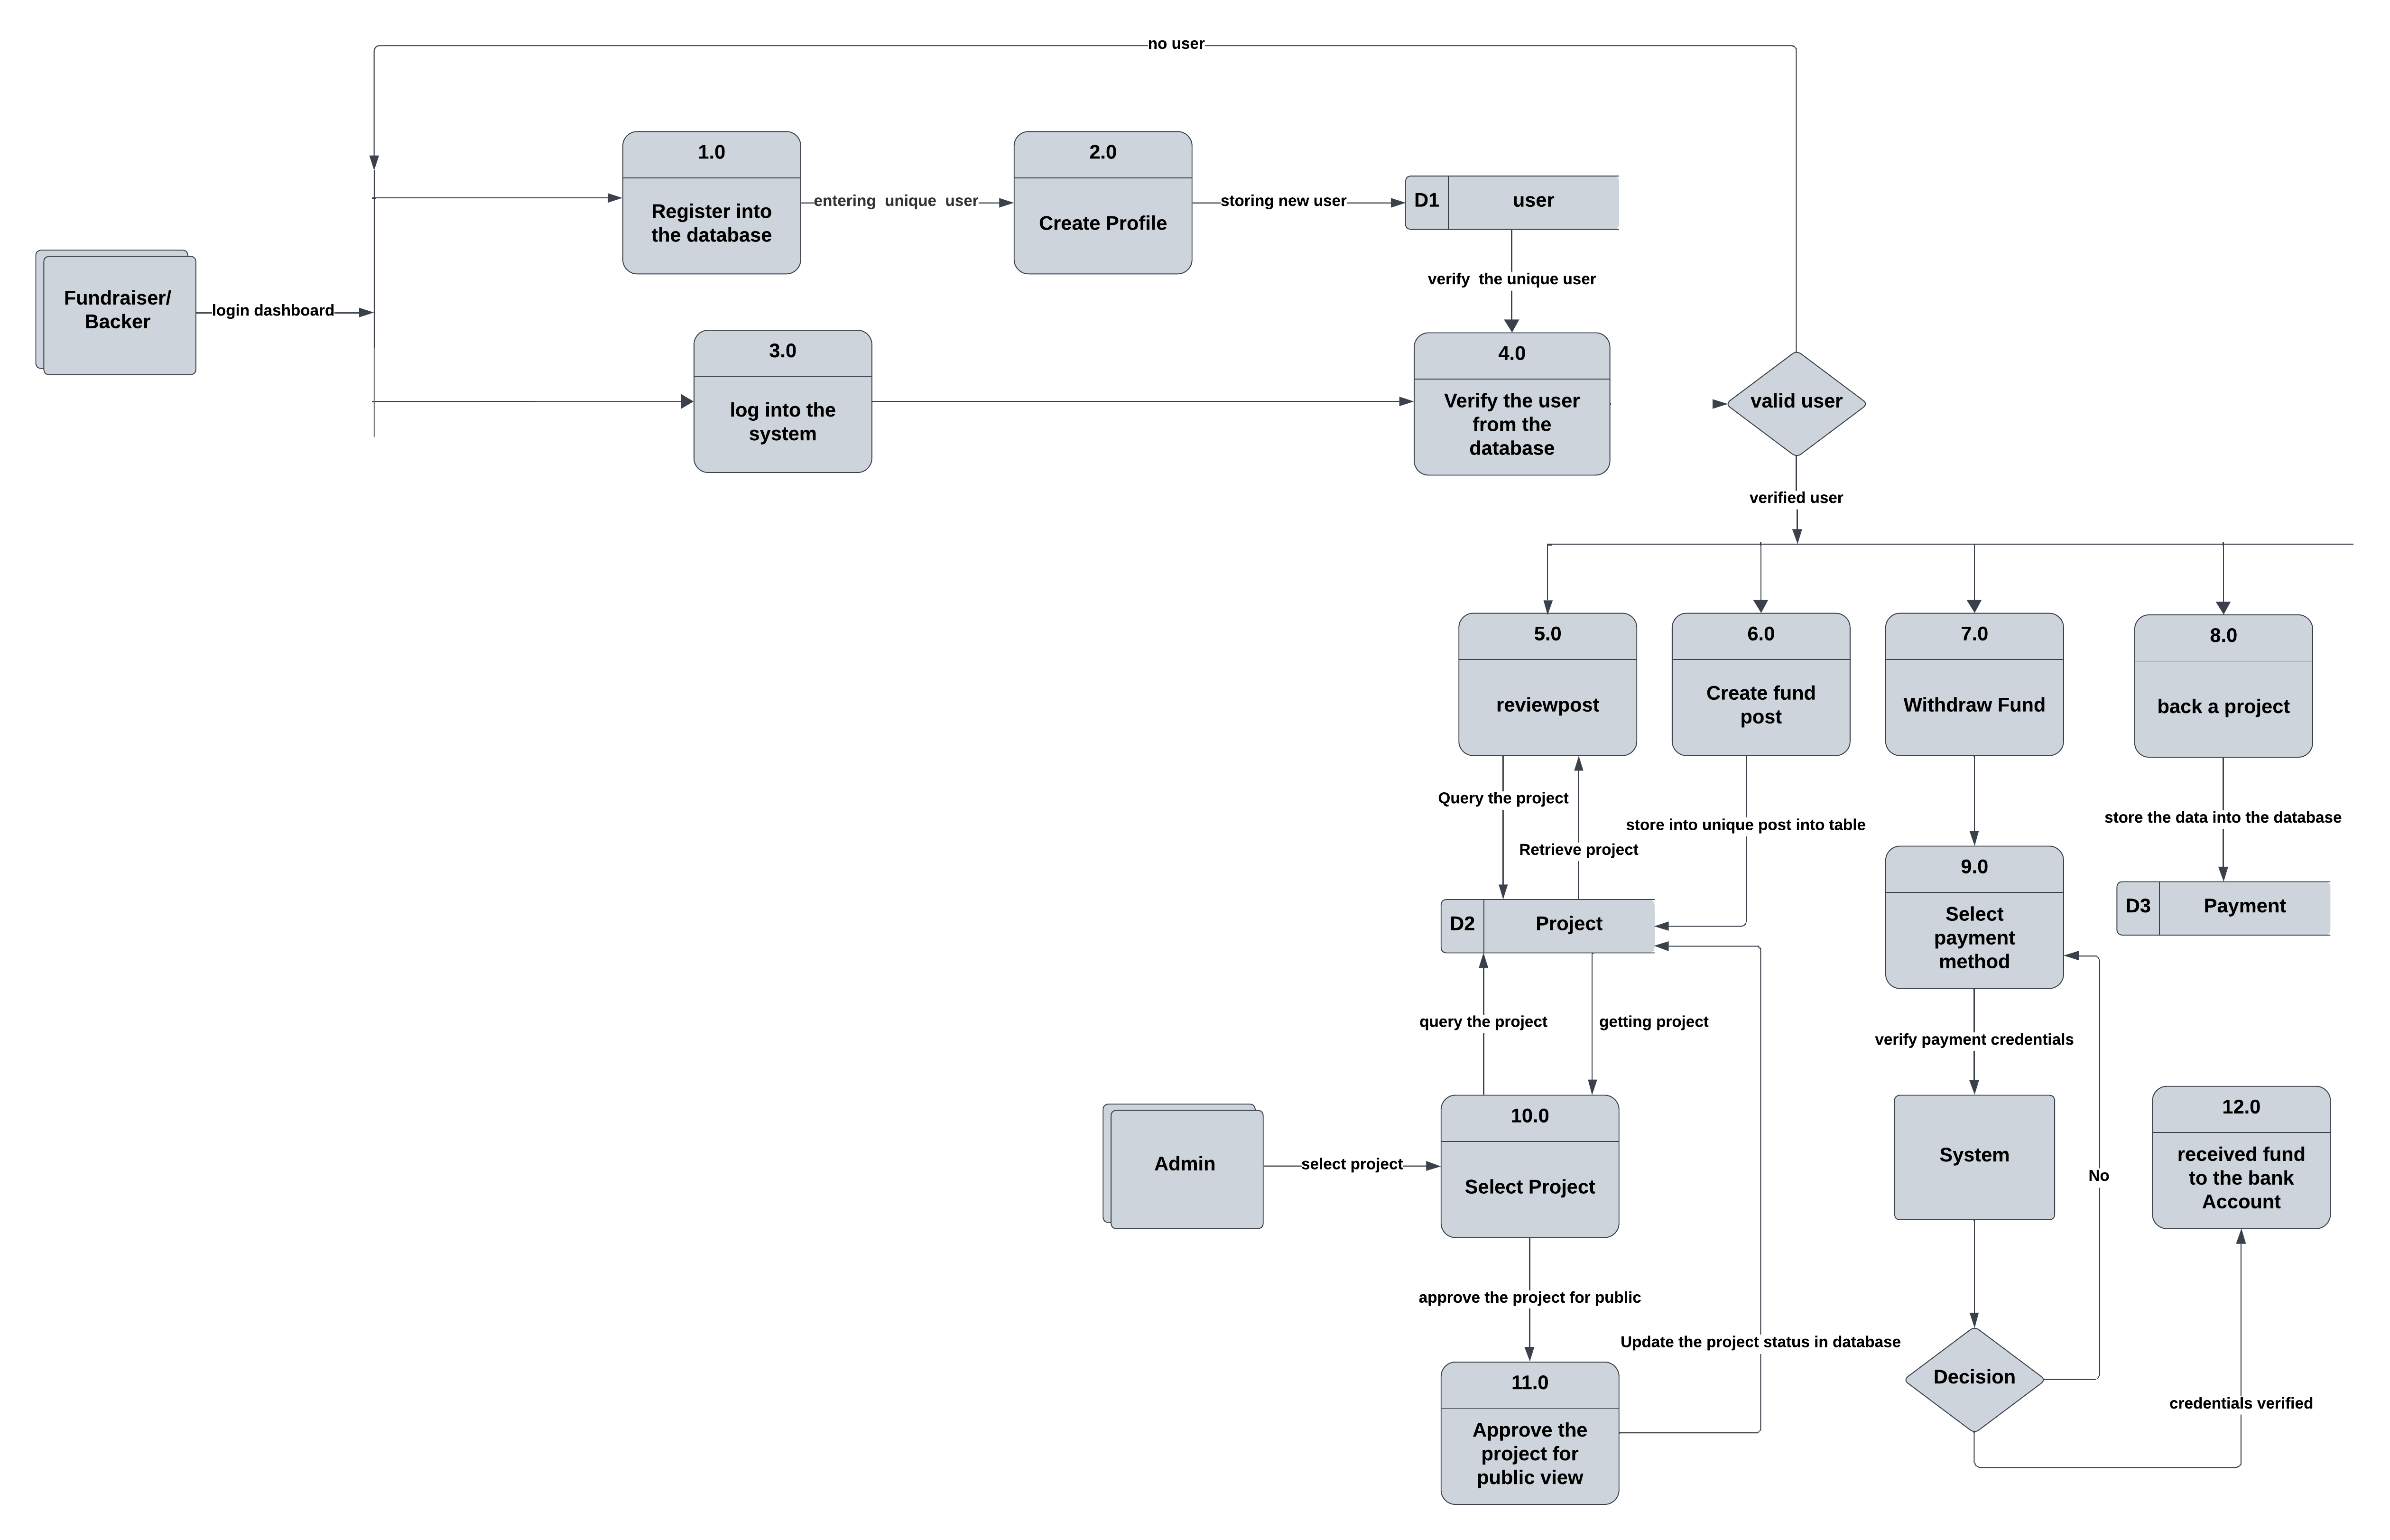 no user
1.0
Register into
the database
entering unique user
2.0
Create Profile
storing new user
D1
user
verify the unique user
Fundraiser/
Backer
login dashboard
3.0
log into the
system
4.0
Verify the user
from the
database
valid user
verified user
5.0
reviewpost
6.0
Create fund
post
7.0
Withdraw Fund
8.0
back a project
Query the project
Retrieve project
store into unique post into table
store the data into the database
9.0
Select
payment
method
D2
Project
D3
Payment
query the project
getting project
verify payment credentials
Admin
select project
10.0
Select Project
System
No
12.0
received fund
to the bank
Account
approve the project for public
Update the project status in database
11.0
Approve the
project for
public view
Decision
credentials verified